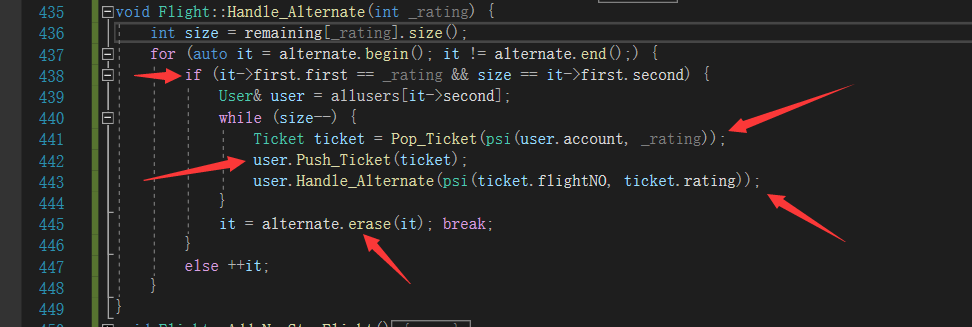 435 void Flight::Handle_Alternate(int _rating) {
436 int size = remaining[_rating].size();
437 for (auto it = alternate.begin(); it != alternate.end();) {
438 if (it->first.first == _rating && size == it->first.second) {
439 User& user = allusers[it->second];
440 while (size--) {
441 Ticket ticket = Pop_Ticket(psi(user.account, _rating));
442 user.Push_Ticket(ticket);
443 user.Handle_Alternate(psi(ticket.flightNO, ticket.rating));
444 }
445 it = alternate.erase(it); break;
446 }
447 else ++it;
448 }
449 }